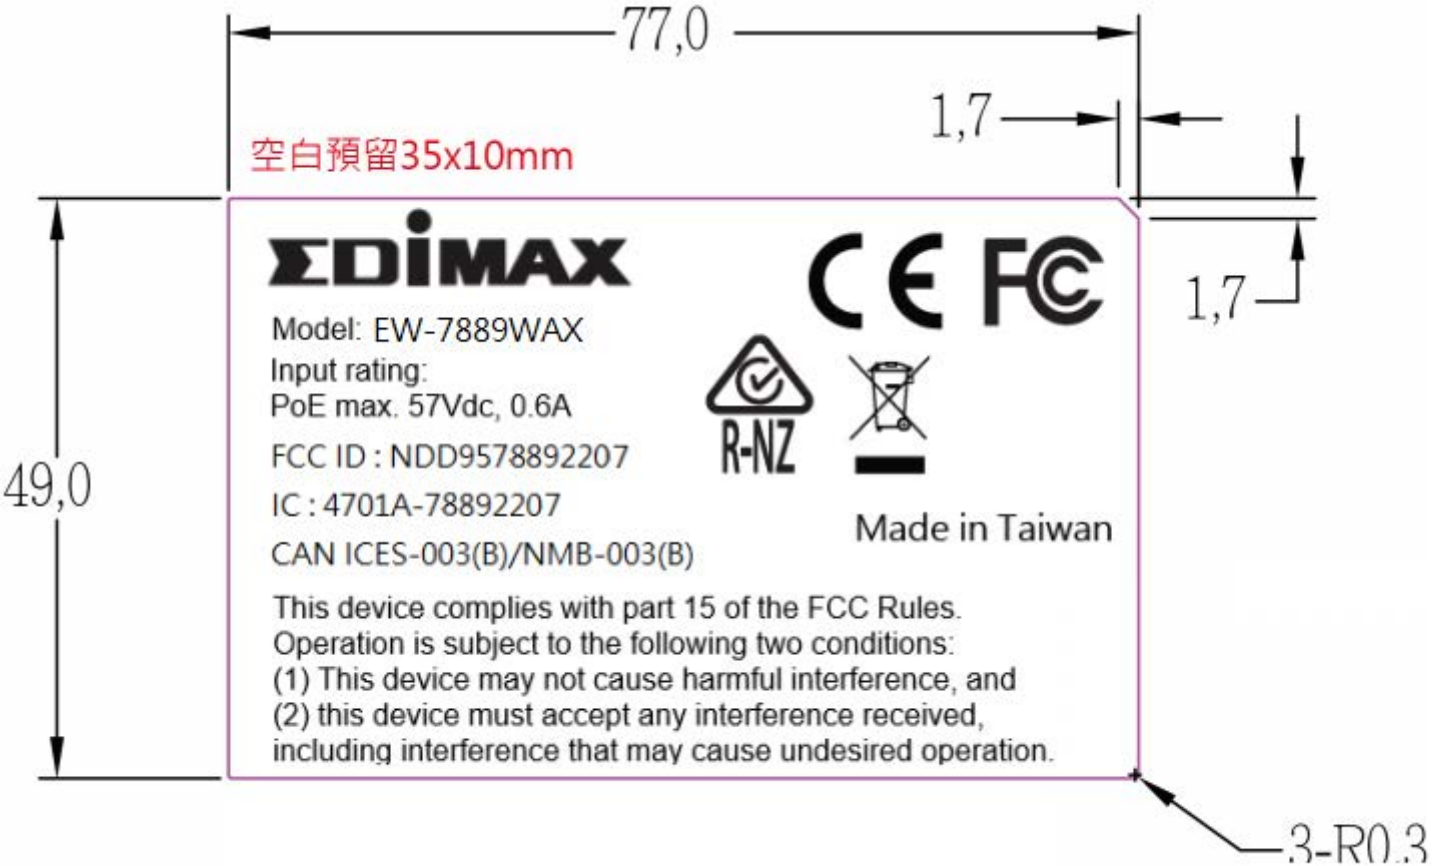 77,0
1,7
空白預留35x10mm
EDiMAX
CE FC
1,7
Model: EW-7889WAX
Input rating:
PoE max. 57Vdc, 0.6A
R-NZ
FCC ID : NDD9578892207
49,0
IC : 4701A-78892207
Made in Taiwan
CAN ICES-003(B)/NMB-003(B)
This device complies with part 15 of the FCC Rules.
Operation is subject to the following two conditions:
(1) This device may not cause harmful interference, and
(2) this device must accept any interference received,
including interference that may cause undesired operation.
3-R0,3